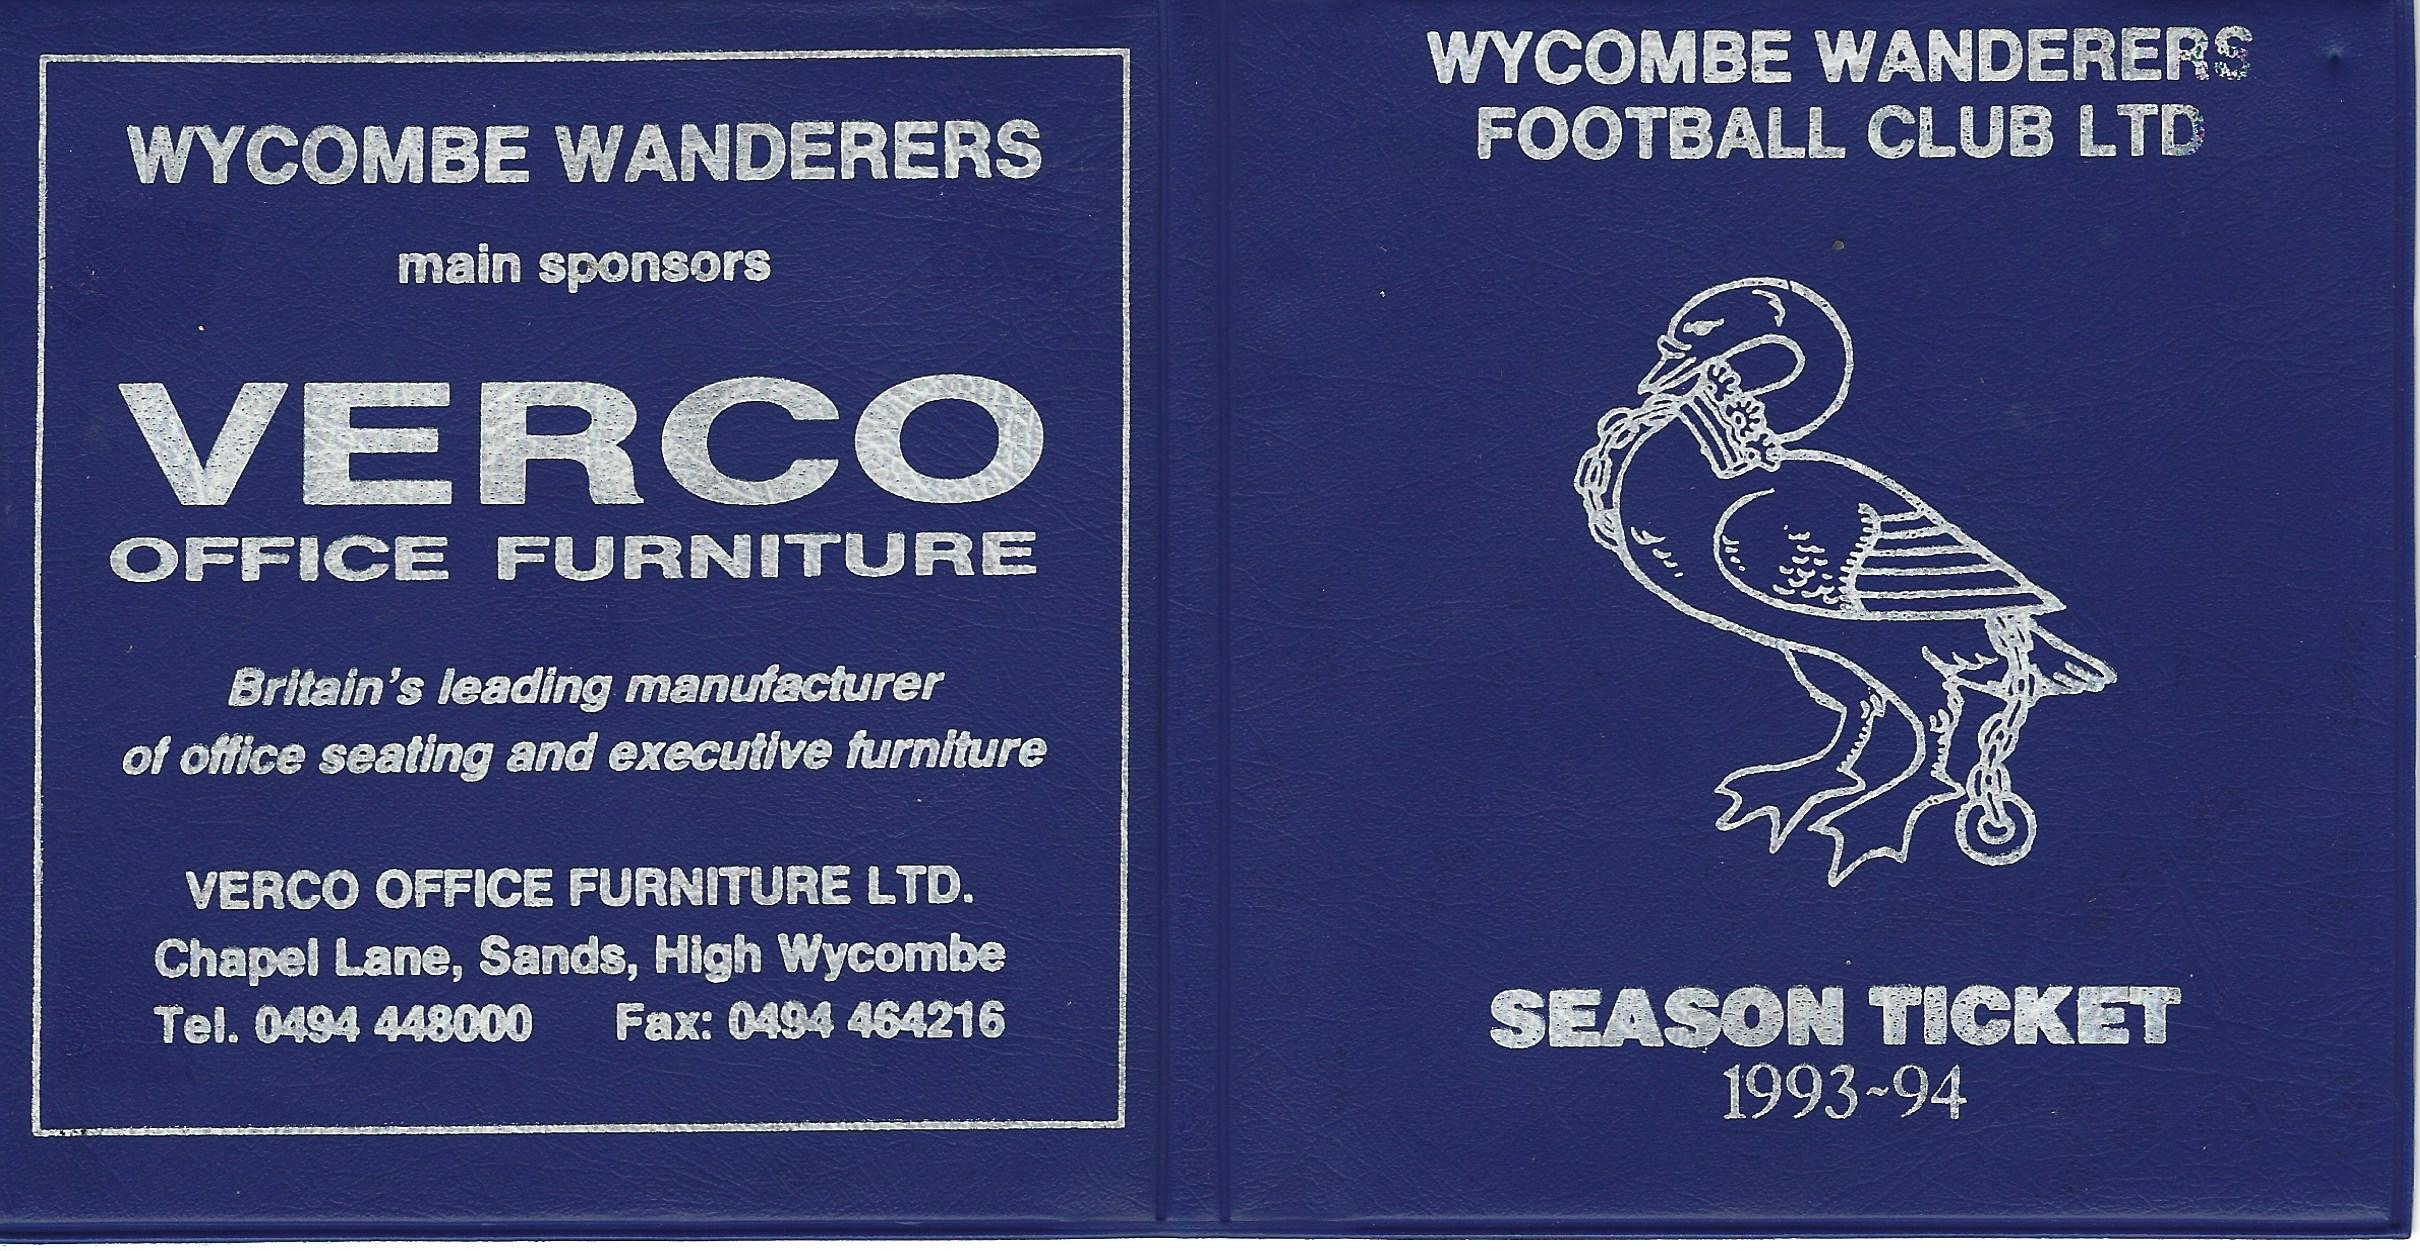 WYCOMBE WANDERERS
main sponsors
VERCO
OFFICE FURNITURE
Britain's leading manufacturer
of office seating and executive furniture
VERCO OFFICE FURNITURE LTD.
Chapel Lane, Sands, High Wycombe
Tel. 0494 448000 Fax: 0494 464216
WYCOMBE WANDERERS
FOOTBALL CLUB LTD
SEASON TICKET
1993~94